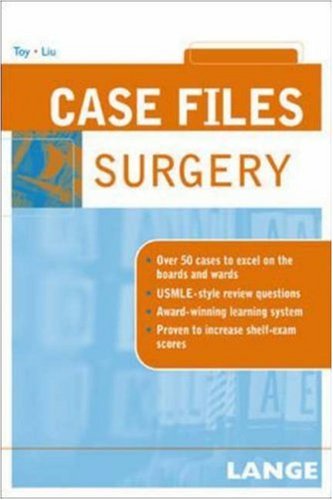 Toy • Liu
CASE FILES
SURGERY
• Over 50 cases to excel on the
boards and wards
• USMLE-style review questions
• Award-winning learning system
• Proven to increase shelf-exam
scores
LANGE